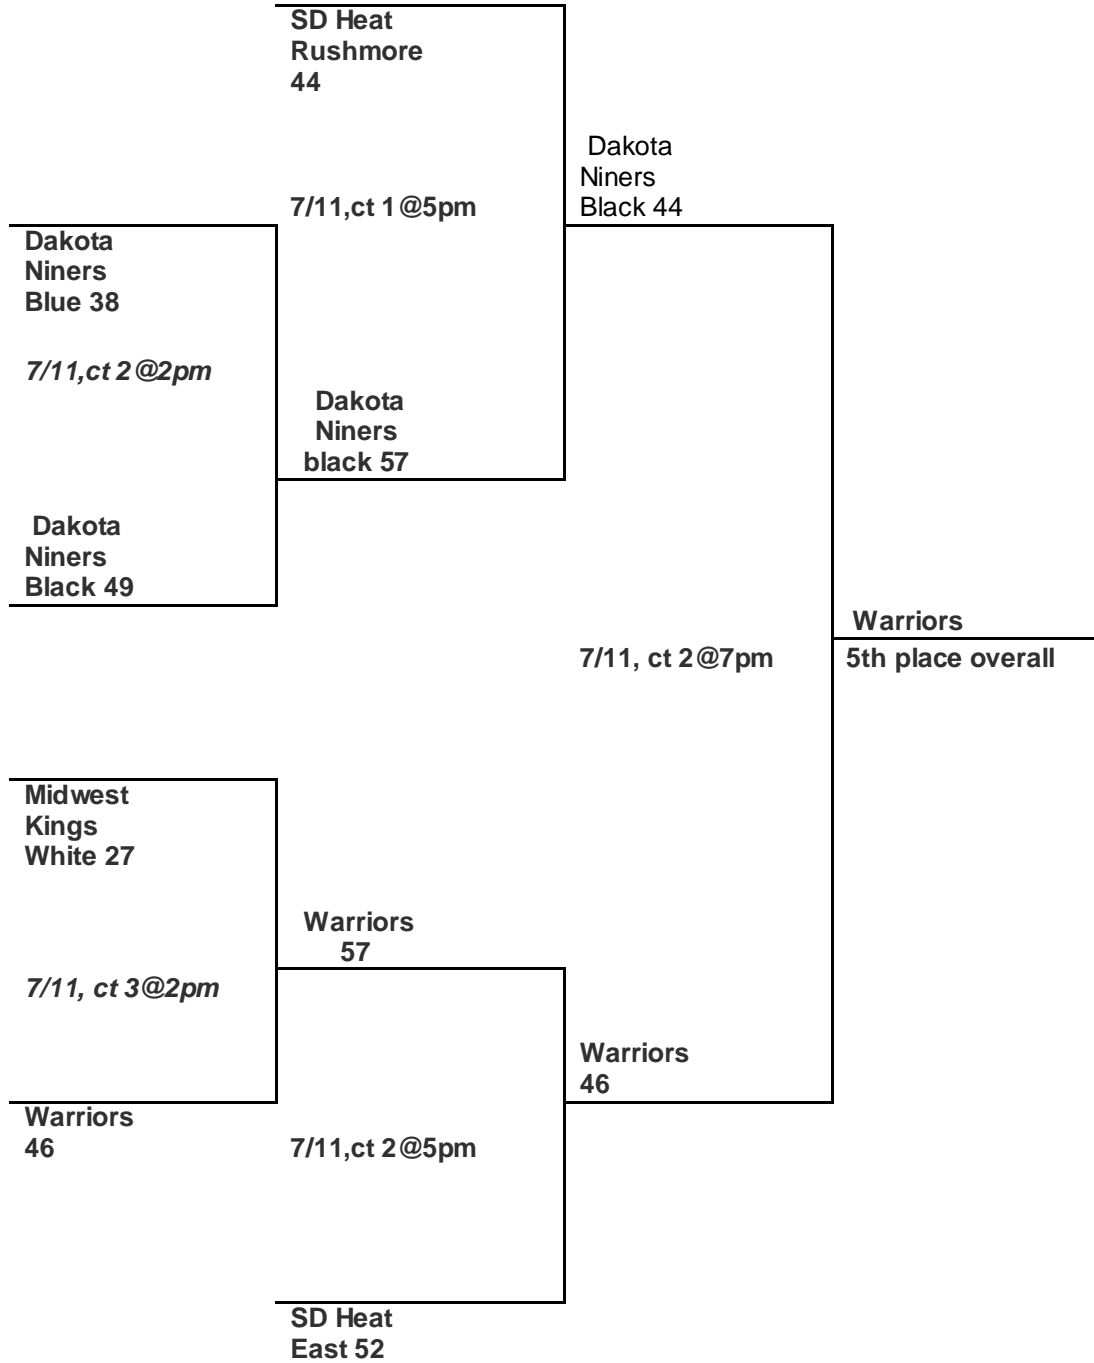 SD Heat
Rushmore
44
Dakota
Niners
Black 44
7/11,ct 1@5pm
Dakota
Niners
Blue 38
7/11,ct 2@2pm
Dakota
Niners
black 57
Dakota
Niners
Black 49
Warriors
7/11, ct 2@7pm
5th place overall
Midwest
Kings
White 27
Warriors
57
7/11, ct 3@2pm
Warriors
46
Warriors
46
7/11,ct 2@5pm
SD Heat
East 52